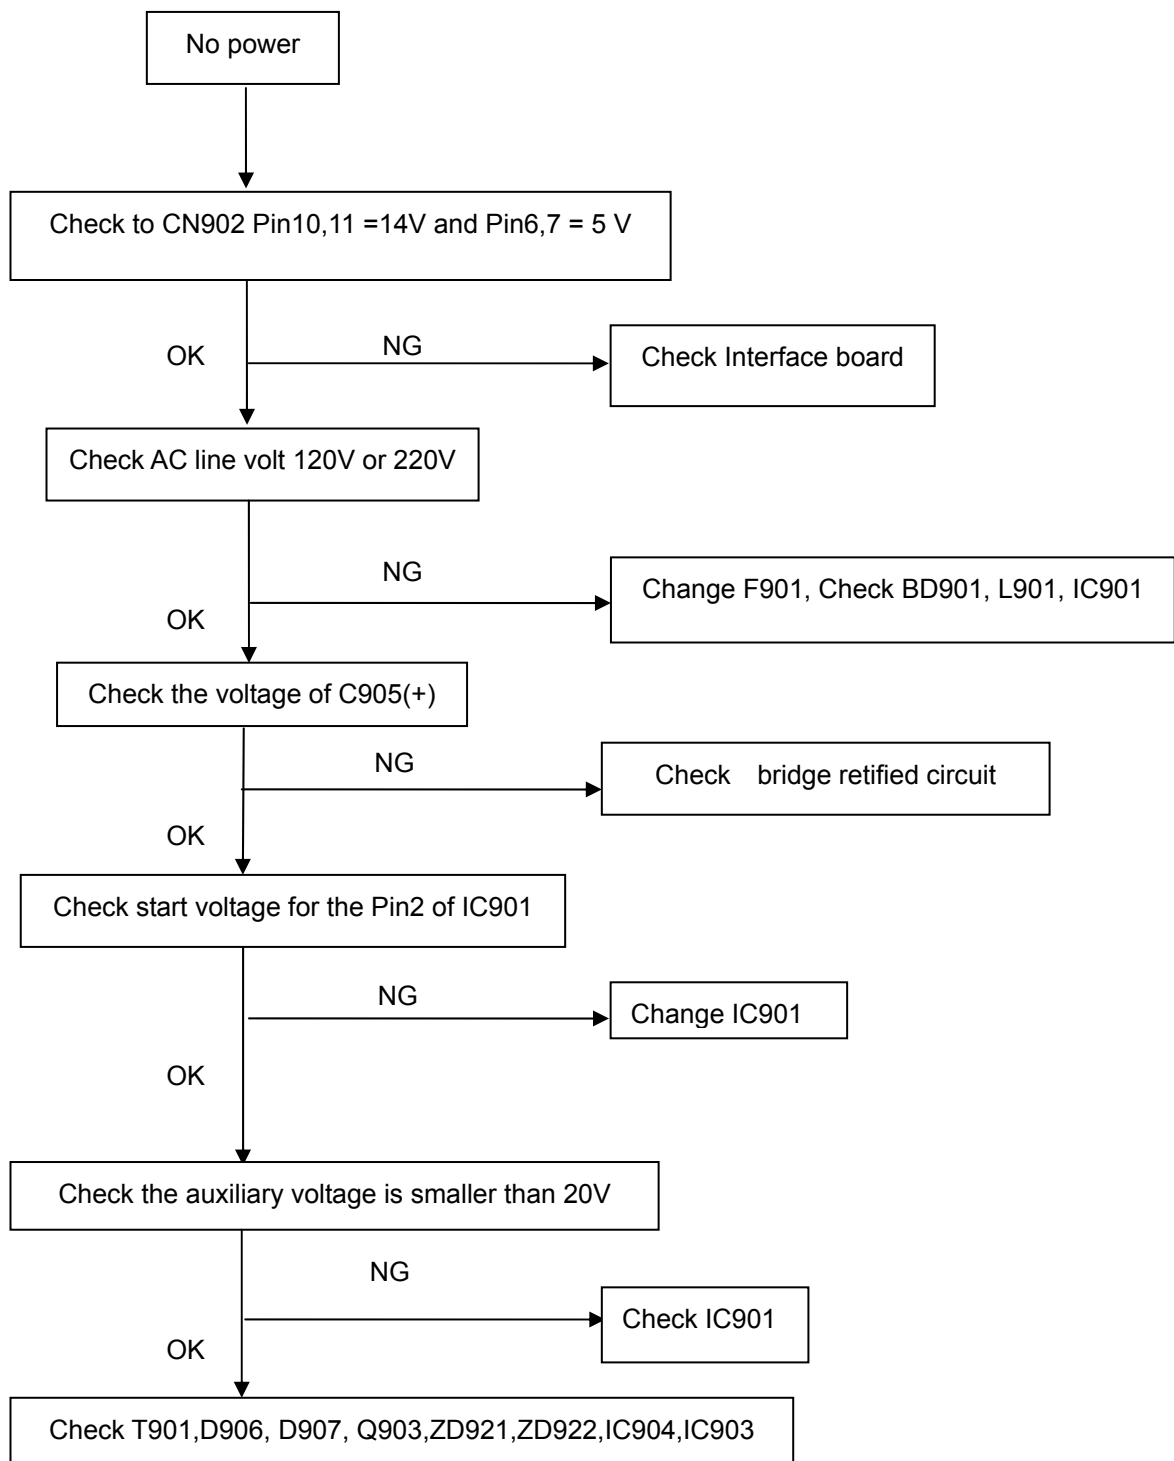 No power
Check to CN902 Pin10,11 =14V and Pin6,7 = 5 V
OK
NG
Check Interface board
Check AC line volt 120V or 220V
NG
Change F901, Check BD901, L901, IC901
OK
Check the voltage of C905(+)
NG
Check bridge retified circuit
OK
Check start voltage for the Pin2 of IC901
NG
Change IC901
OK
Check the auxiliary voltage is smaller than 20V
NG
Check IC901
OK
Check T901,D906, D907, Q903,ZD921,ZD922,IC904,IC903